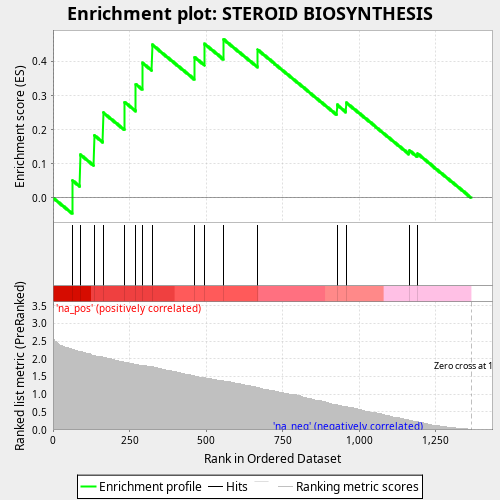 Enrichment plot: STEROID BIOSYNTHESIS
Enrichment score (ES)
0.4
0.3
0.2
0.1
0.0
'na_pos' (positively correlated)
Ranked list metric (PreRanked)
3.5
3.0
2.5
2.0
1.5
1.0
0.5
0.0
Zero cross at 1
'na_neg' (negatively correlated)
0
250
500
750
1,000
1,250
Rank in Ordered Dataset
Enrichment profile
Hits
Ranking metric scores